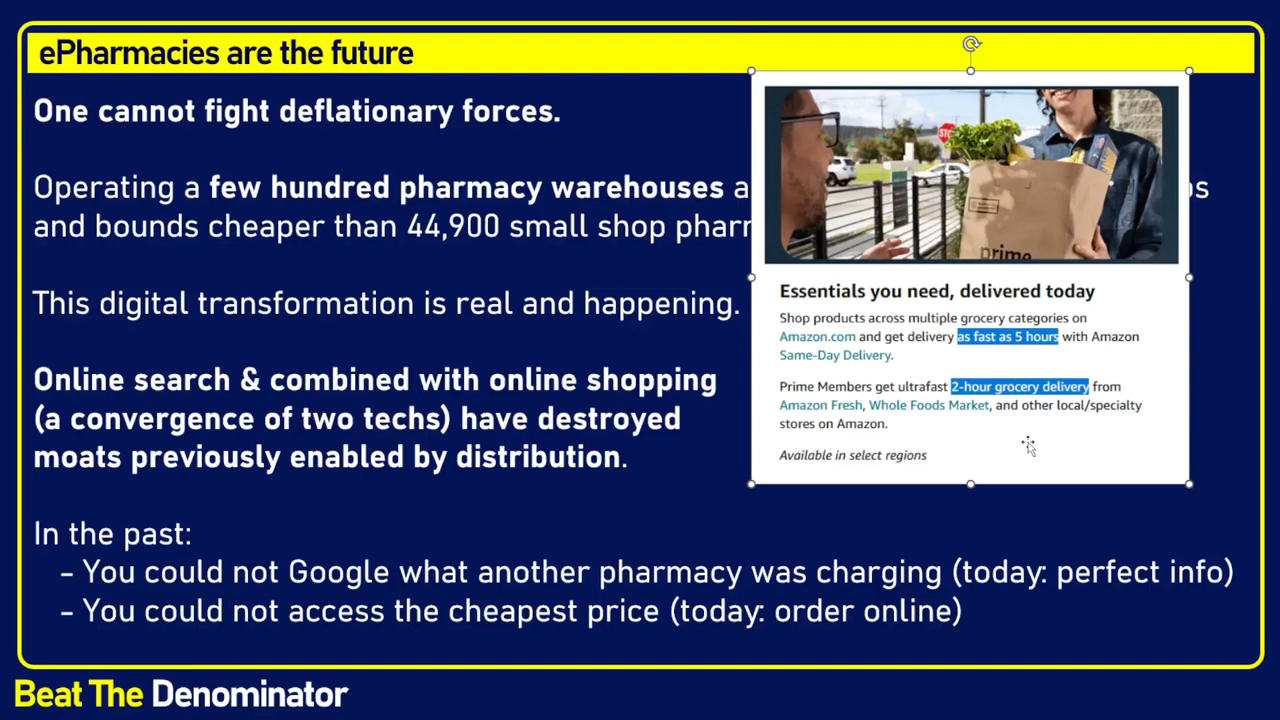 ePharmacies are the future
One cannot fight deflationary forces.
Operating a few hundred pharmacy warehouses
and bounds cheaper than 44,900 small shop
This digital transformation is real and happening.
Online search & combined with online shopping
(a convergence of two techs) have destroyed
moats previously enabled by distribution.
In the past:
– You could not Google what another pharmacy was charging (today: perfect info)
– You could not access the cheapest price (today: order online)
prime
Essentials you need, delivered today
Shop products across multiple grocery categories on
Amazon.com and get delivery as fast as 5 hours with Amazon
Same-Day Delivery.
Prime Members get ultrafast 2-hour grocery delivery from
Amazon Fresh, Whole Foods Market, and other local/specialty
stores on Amazon.
Available in select regions
Beat The Denominator